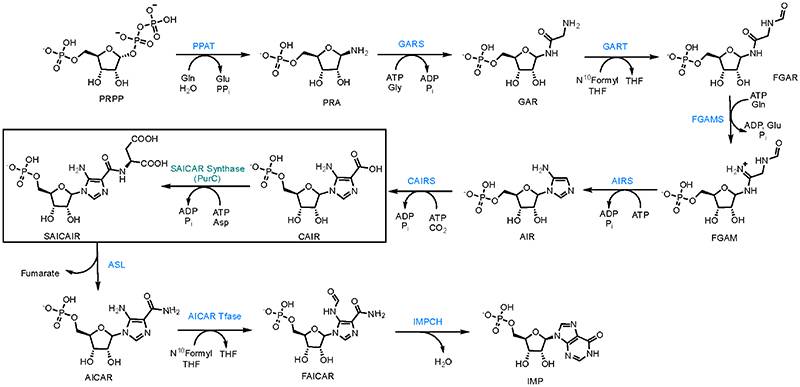 PPAT
Gln
H2O
Glu
PPi
PRPP
PRA
GARS
ATP
Gly
ADP
Pi
GAR
GART
N10Formyl
THF
THF
FGAR
FGAMS
ATP
Gln
ADP, Glu
Pi
FGAM
AIRS
ADP
Pi
ATP
AIR
CAIRS
ADP
Pi
ATP
CO2
CAIR
SAICAR Synthase
(PurC)
ADP
Pi
ATP
Asp
SAICAIR
ASL
Fumarate
AICAR
AICAR Tfase
N10Formyl
THF
THF
FAICAR
IMPCH
H2O
IMP